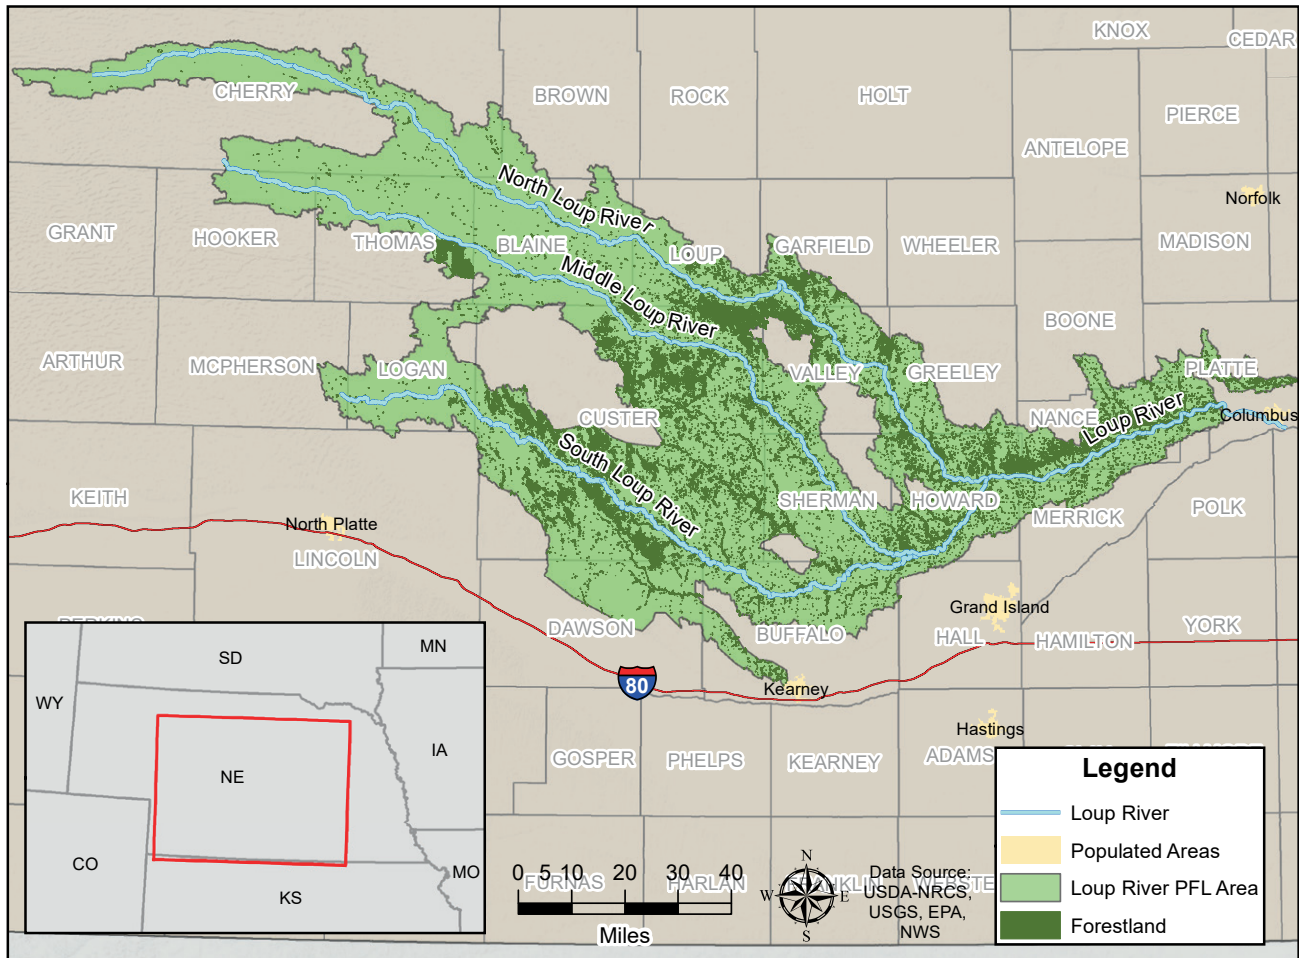 KNOX
CEDAR
CHERRY
BROWN
ROCK
HOLT
PIERCE
ANTELOPE
Norfolk
North Loup River
GRANT
HOOKER
THOMAS
BLAINE
LOUP
GARFIELD
WHEELER
MADISON
Middle Loup River
BOONE
ARTHUR
MCPHERSON
LOGAN
VALLEY
GREELEY
PLATTE
CUSTER
NANCE
Loup River
Columbus
South Loup River
KEITH
SHERMAN
HOWARD
MERRICK
POLK
North Platte
LINCOLN
Grand Island
DAWSON
BUFFALO
HALL
HAMILTON
YORK
80
Kearney
Hastings
GOSPER
PHELPS
KEARNEY
ADAMS
SD
MN
WY
IA
NE
CO
MO
KS
Legend
Loup River
Populated Areas
Loup River PFL Area
Forestland
0 5 10 20 30 40
Miles
FURNAS
HARLAN
FRANKLIN
N
W
E
S
Data Source:
USDA-NRCS,
USGS, EPA,
NWS